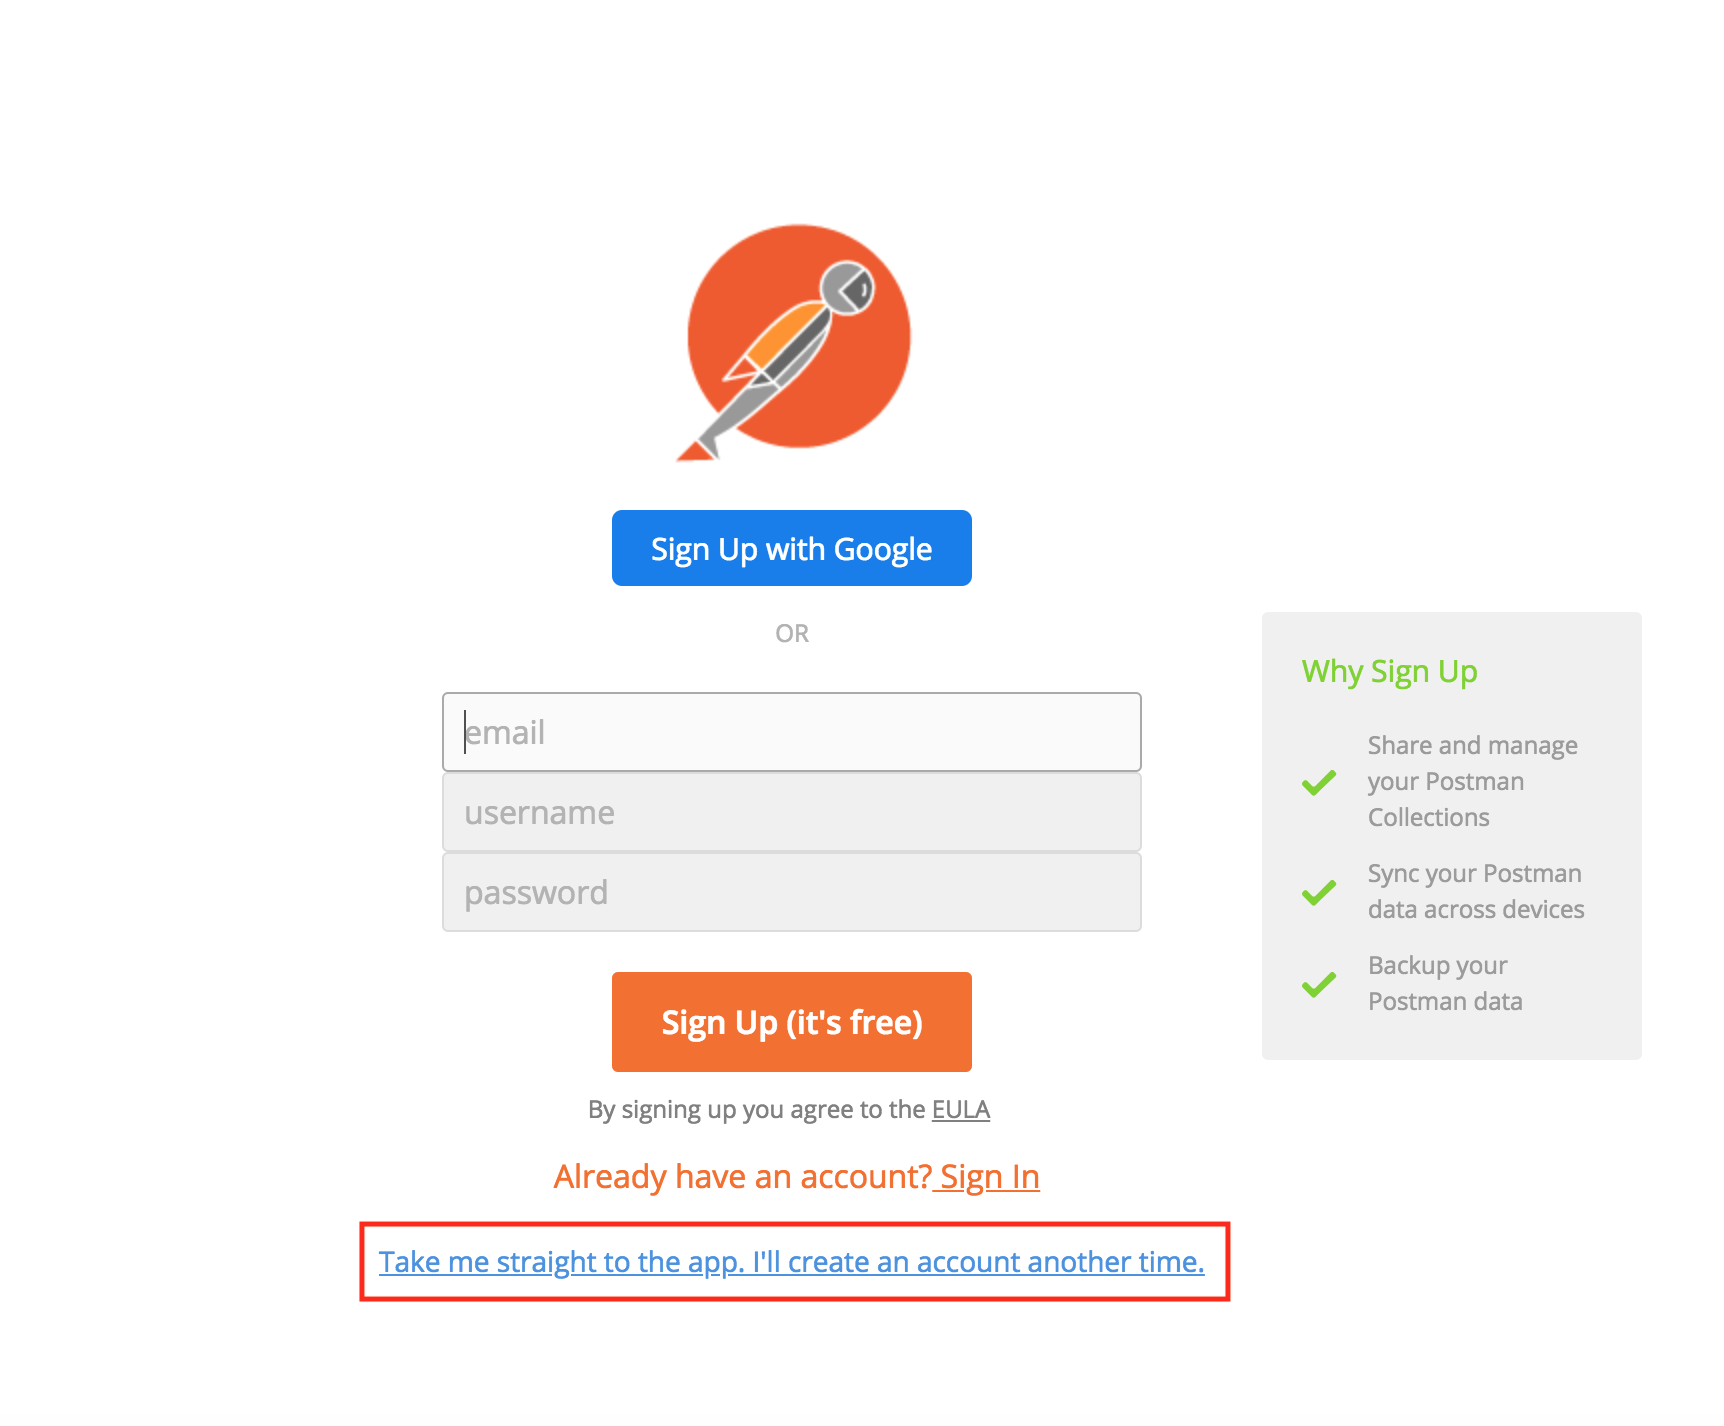 Sign Up with Google
OR
email
username
password
Sign Up (it's free)
By signing up you agree to the EULA
Already have an account? Sign In
Take me straight to the app. I'll create an account another time.
Why Sign Up
Share and manage
your Postman
Collections
Sync your Postman
data across devices
Backup your
Postman data